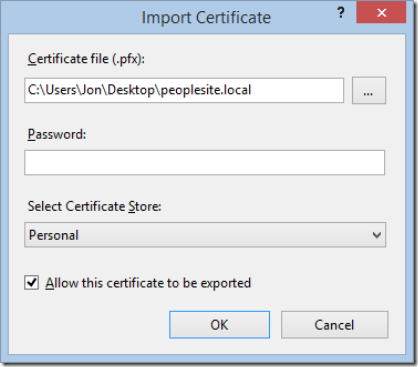 Import Certificate
?
Certificate file (.pfx):
C:\Users\Jon\Desktop\peoplesite.local
...
Password:
Select Certificate Store:
Personal
Allow this certificate to be exported
OK
Cancel